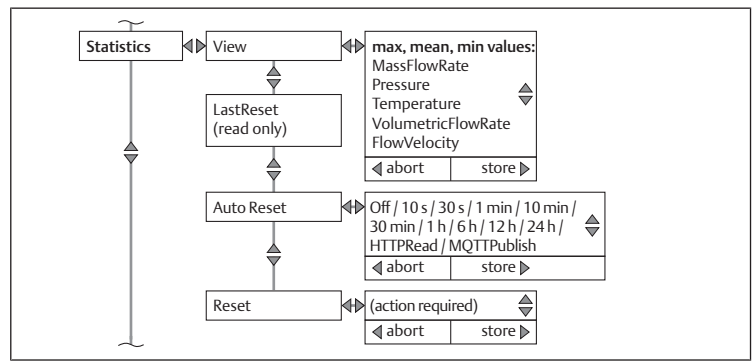 Statistics
View
max, mean, min values:
MassFlowRate
Pressure
Temperature
VolumetricFlowRate
FlowVelocity
abort
store
LastReset
(read only)
Auto Reset
Off / 10 s / 30 s / 1 min / 10 min /
30 min / 1 h / 6 h / 12 h / 24 h /
HTTPRead / MQTTPublish
abort
store
Reset
(action required)
abort
store